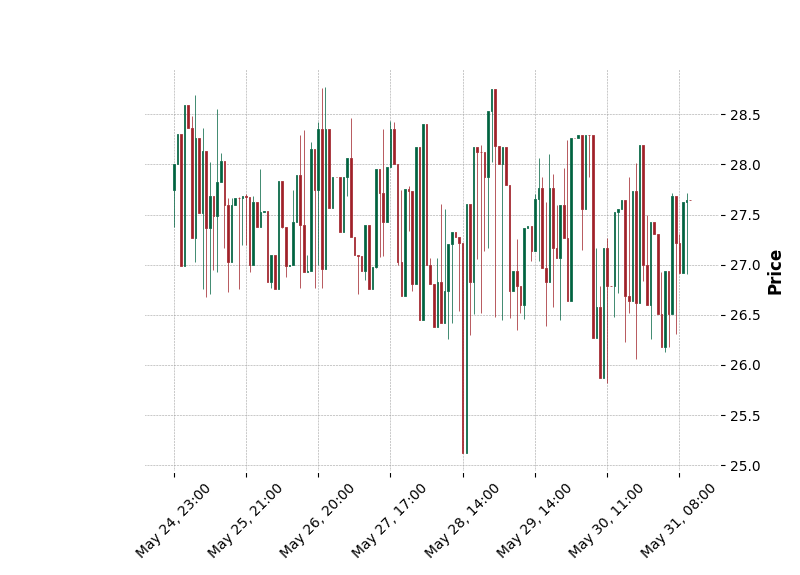 28.5
28.0
27.5
27.0
26.5
26.0
25.5
25.0
Price
May 24, 23:00
May 25, 21:00
May 26, 20:00
May 27, 17:00
May 28, 14:00
May 29, 14:00
May 30, 11:00
May 31, 08:00